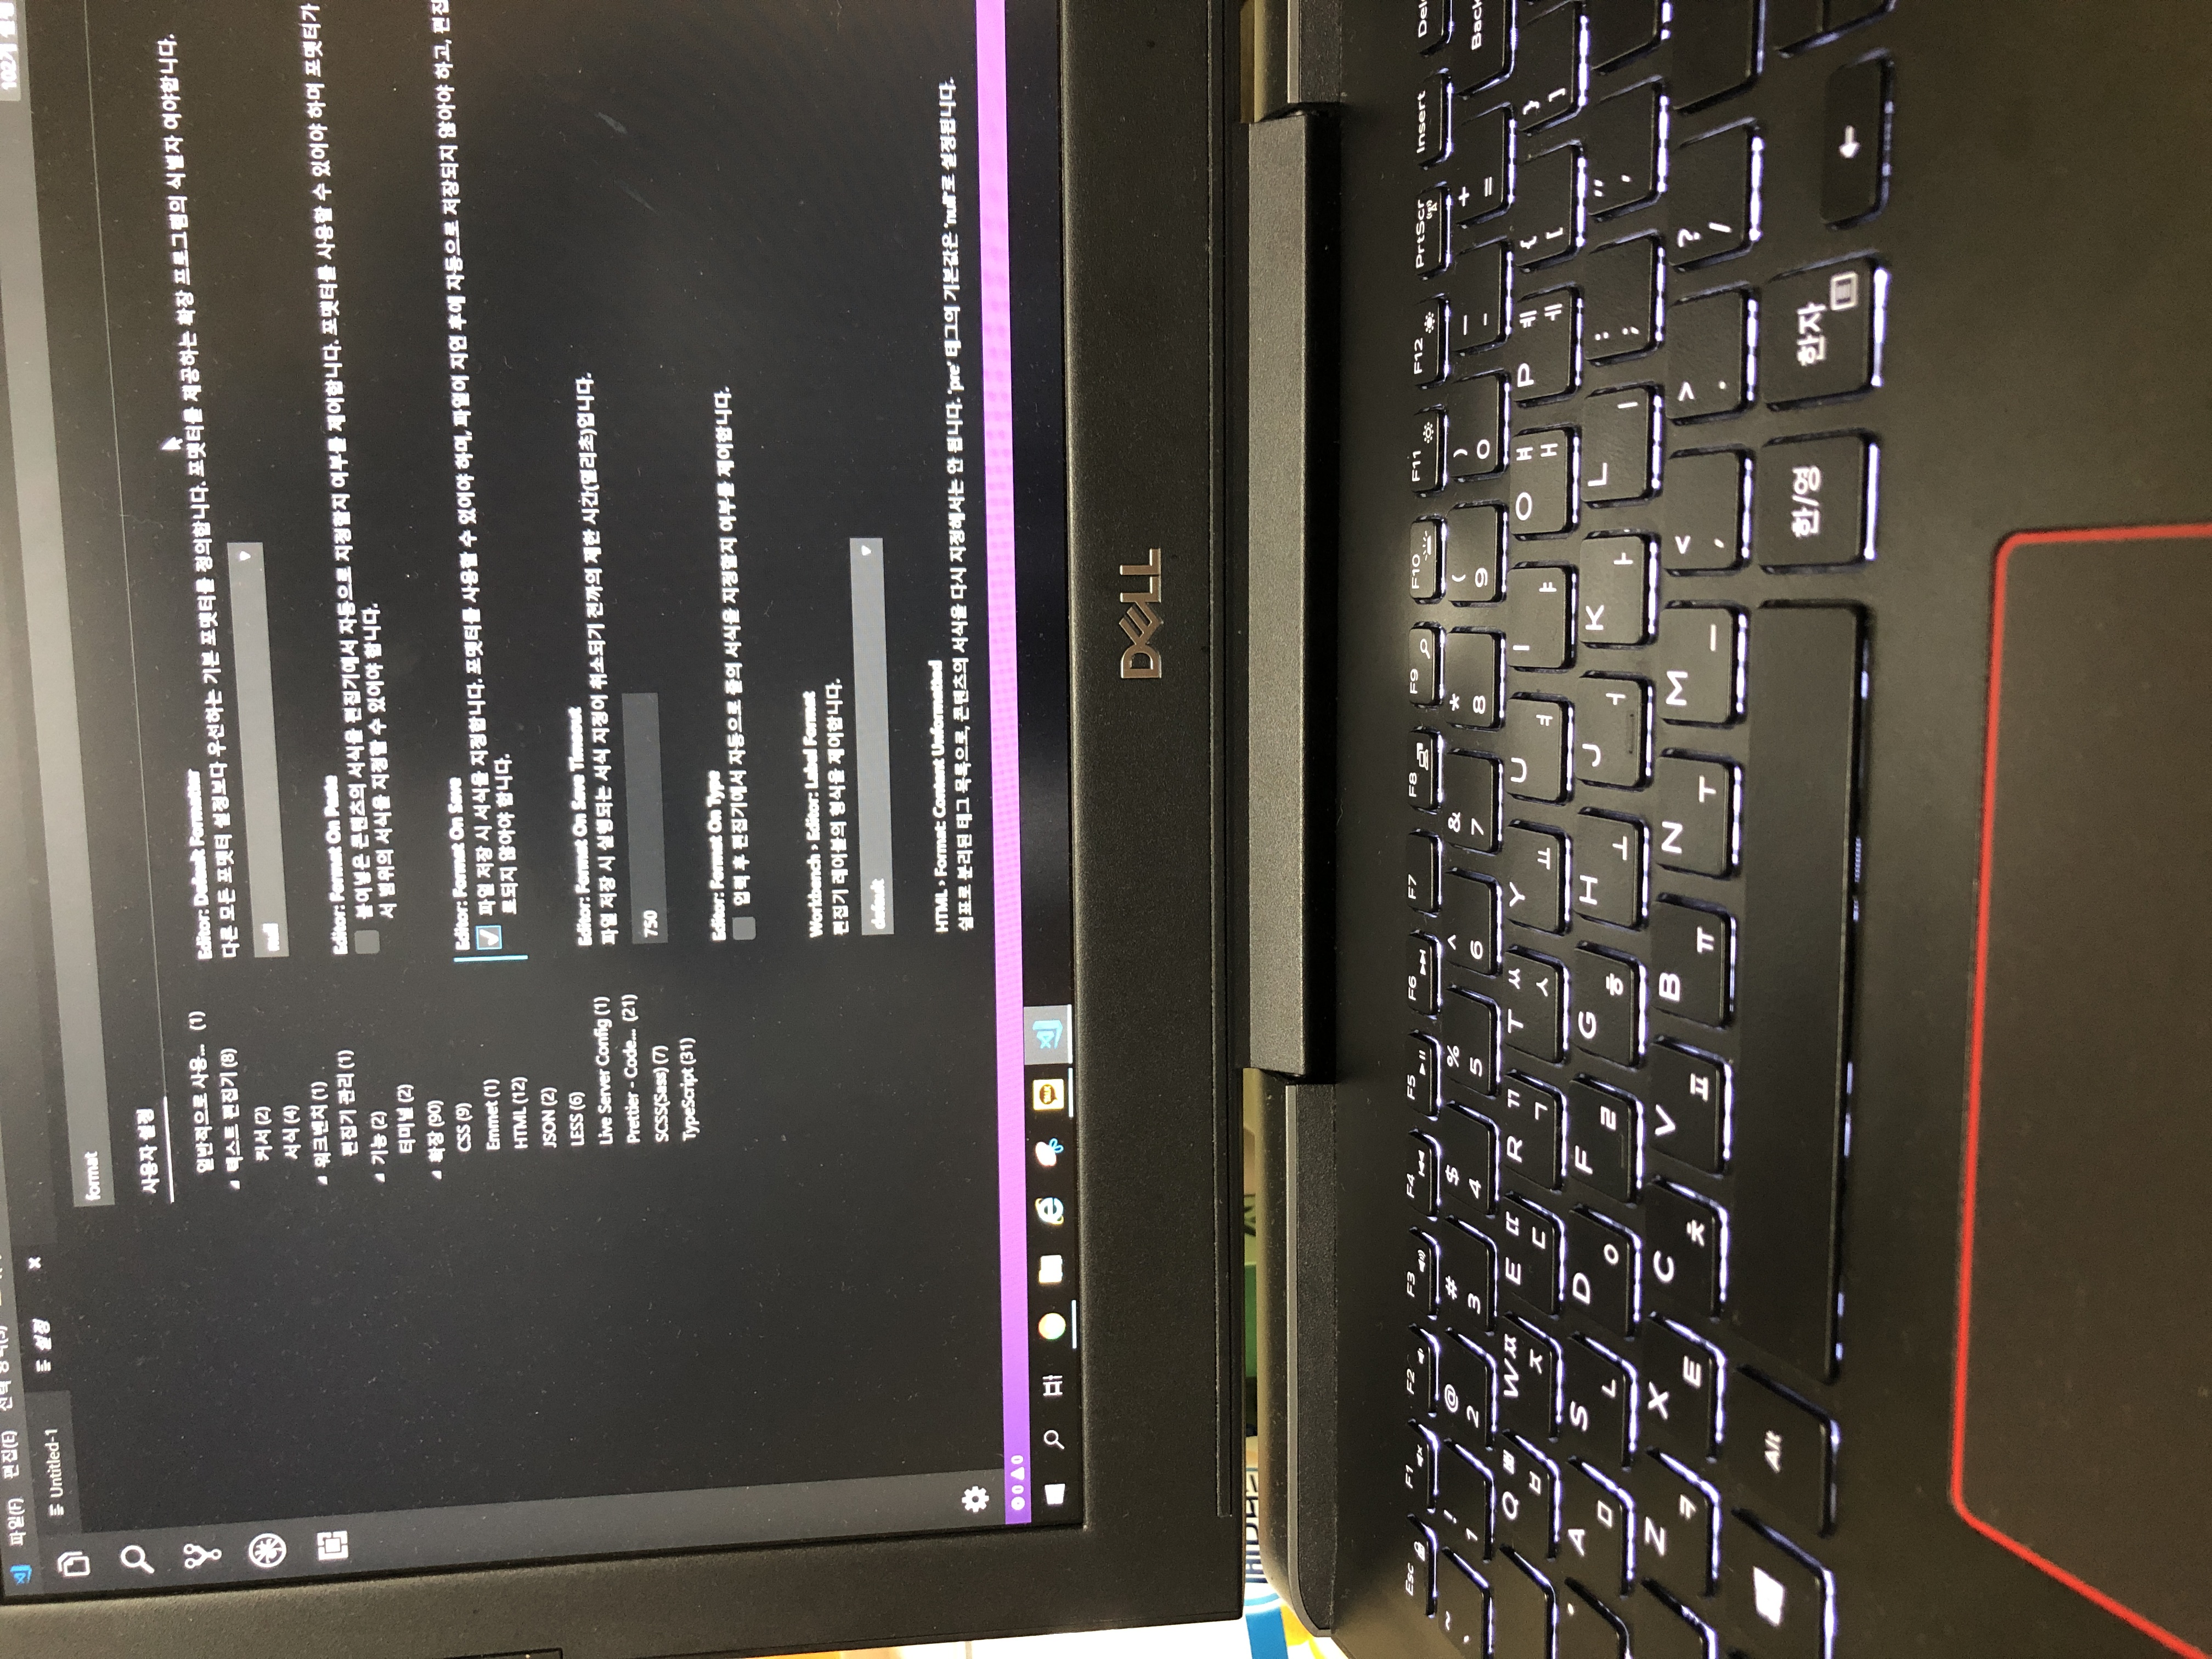 파일(F) 편집(E)
Untitled-1 설정 ×
102개
format
사용자 설정
일반적으로 사용... (1)
텍스트 편집기 (8)
커서 (2)
서식 (4)
워크벤치 (1)
편집기 관리 (1)
기능 (2)
터미널 (2)
확장 (90)
CSS (9)
Emmet (1)
HTML (12)
JSON (2)
LESS (6)
Live Server Config (1)
Prettier - Code... (21)
SCSS(Sass) (7)
TypeScript (31)
Editor: Default Formatter
다른 모든 포맷터 설정보다 우선하는 기본 포맷터를 정의합니다. 포맷터를 제공하는 확장 프로그램의 식별자 여야합니다.
null
Editor: Format On Paste
붙여넣은 콘텐츠의 서식을 편집기에서 자동으로 지정할지 여부를 제어합니다. 포맷터를 사용할 수 있어야 하며 포맷터가
서 범위의 서식을 지정할 수 있어야 합니다.
Editor: Format On Save
파일 저장 시 서식을 지정합니다. 포맷터를 사용할 수 있어야 하며, 파일이 지연 후에 자동으로 저장되지 않아야 하고, 편집
료되지 않아야 합니다.
Editor: Format On Save Timeout
파일 저장 시 실행되는 서식 지정이 취소되기 전까의 제한 시간(밀리초)입니다.
750
Editor: Format On Type
입력 후 편집기에서 자동으로 줄의 서식을 지정할지 여부를 제어합니다.
Workbench › Editor: Label Format
편집기 레이블의 형식을 제어합니다.
default
HTML › Format: Content Unformatted
쉼표로 분리된 태그 목록으로, 콘텐츠의 서식을 다시 지정해서는 안 됩니다. 'pre' 태그의 기본값은 'null'로 설정됩니다.
0 0
TALK
DELL
Esc F1 F2 F3 F4 F5 F6 F7 F8 F9 F10 F11 F12 PrtScr Insert Del
~ ! @ # $ % ^ & * ( ) — +
` 1 2 3 4 5 6 7 8 9 0 - = Back
Q ㅃ W ㅉ E ㄸ R ㄲ T ㅆ Y U I O ㅒ P ㅖ { }
ㅂ ㅈ ㄷ ㄱ ㅅ ㅛ ㅕ ㅑ ㅐ ㅔ [ ]
A S D F G H J K L : "
ㅁ ㄴ ㅇ ㄹ ㅎ ㅗ ㅓ ㅏ ㅣ ; '
Z X C V B N M < > ?
ㅋ ㅌ ㅊ ㅍ ㅠ ㅜ ㅡ , . /
Alt 한/영 한자 ←